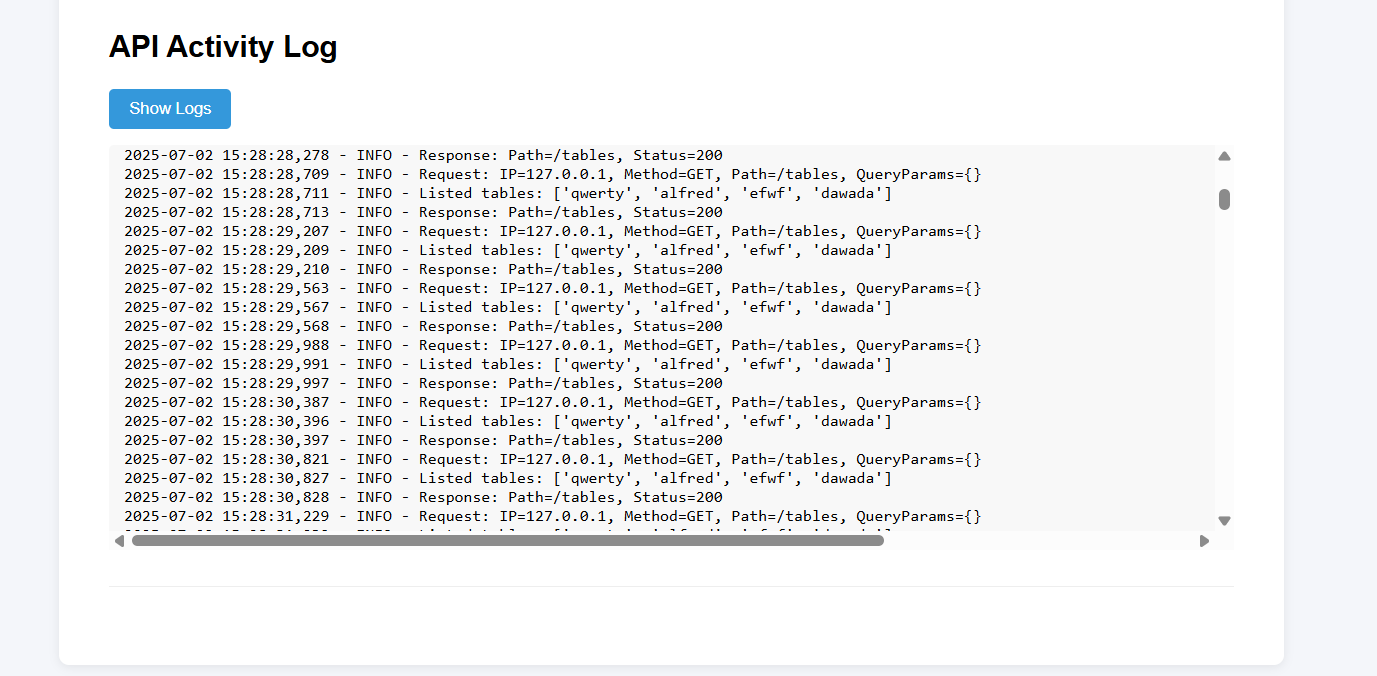 API Activity Log
Show Logs
2025-07-02 15:28:28,278 - INFO - Response: Path=/tables, Status=200
2025-07-02 15:28:28,709 - INFO - Request: IP=127.0.0.1, Method=GET, Path=/tables, QueryParams={}
2025-07-02 15:28:28,711 - INFO - Listed tables: ['qwerty', 'alfred', 'efwf', 'dawada']
2025-07-02 15:28:28,713 - INFO - Response: Path=/tables, Status=200
2025-07-02 15:28:29,207 - INFO - Request: IP=127.0.0.1, Method=GET, Path=/tables, QueryParams={}
2025-07-02 15:28:29,209 - INFO - Listed tables: ['qwerty', 'alfred', 'efwf', 'dawada']
2025-07-02 15:28:29,210 - INFO - Response: Path=/tables, Status=200
2025-07-02 15:28:29,563 - INFO - Request: IP=127.0.0.1, Method=GET, Path=/tables, QueryParams={}
2025-07-02 15:28:29,567 - INFO - Listed tables: ['qwerty', 'alfred', 'efwf', 'dawada']
2025-07-02 15:28:29,568 - INFO - Response: Path=/tables, Status=200
2025-07-02 15:28:29,988 - INFO - Request: IP=127.0.0.1, Method=GET, Path=/tables, QueryParams={}
2025-07-02 15:28:29,991 - INFO - Listed tables: ['qwerty', 'alfred', 'efwf', 'dawada']
2025-07-02 15:28:29,997 - INFO - Response: Path=/tables, Status=200
2025-07-02 15:28:30,387 - INFO - Request: IP=127.0.0.1, Method=GET, Path=/tables, QueryParams={}
2025-07-02 15:28:30,396 - INFO - Listed tables: ['qwerty', 'alfred', 'efwf', 'dawada']
2025-07-02 15:28:30,397 - INFO - Response: Path=/tables, Status=200
2025-07-02 15:28:30,821 - INFO - Request: IP=127.0.0.1, Method=GET, Path=/tables, QueryParams={}
2025-07-02 15:28:30,827 - INFO - Listed tables: ['qwerty', 'alfred', 'efwf', 'dawada']
2025-07-02 15:28:30,828 - INFO - Response: Path=/tables, Status=200
2025-07-02 15:28:31,229 - INFO - Request: IP=127.0.0.1, Method=GET, Path=/tables, QueryParams={}